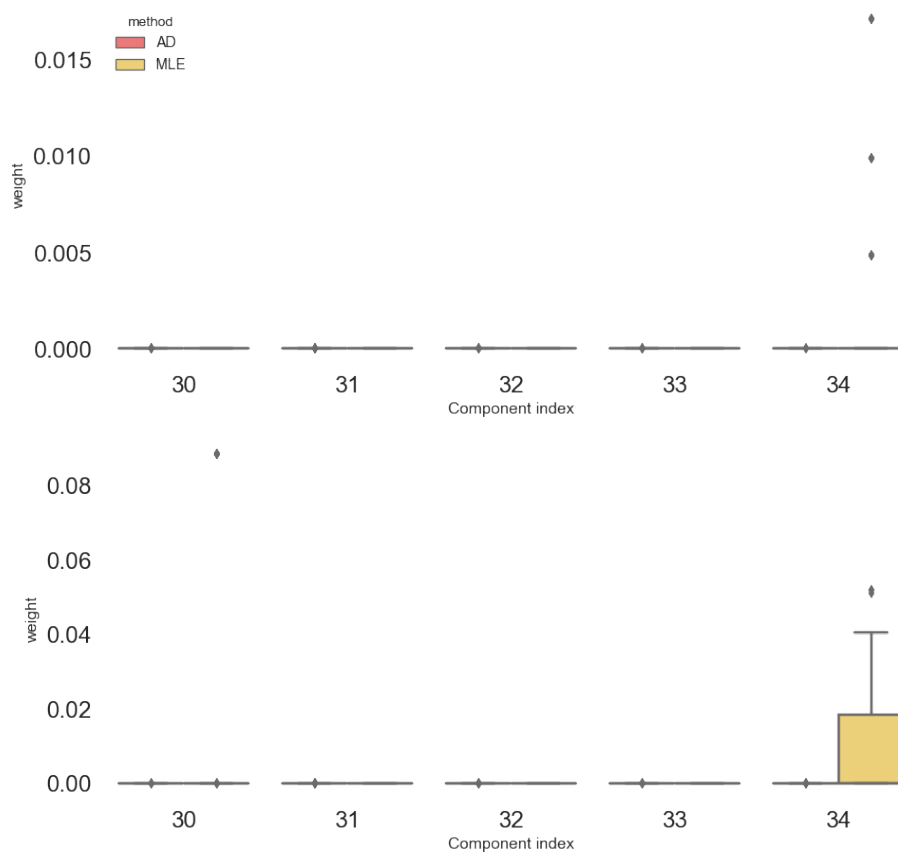 method
AD
MLE
0.015
0.010
0.005
0.000
weight
30 31 32 33 34
Component index
0.08
0.06
0.04
0.02
0.00
weight
30 31 32 33 34
Component index